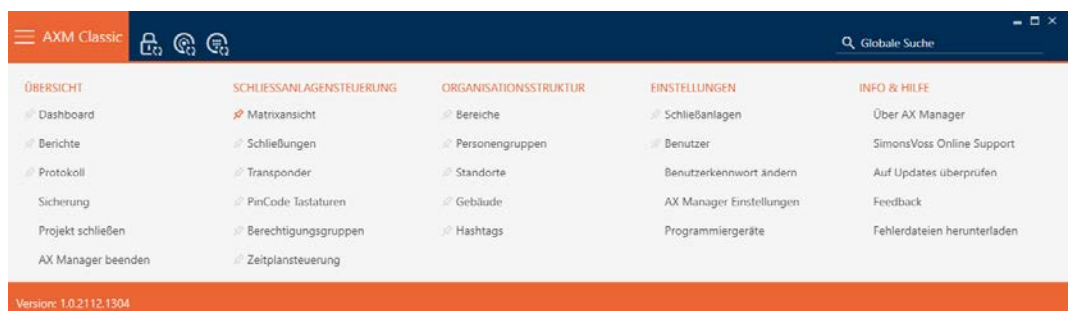 AXM Classic
Globale Suche
ÜBERSICHT
Dashboard
Berichte
Protokoll
Sicherung
Projekt schließen
AX Manager beenden
SCHLIESSANLAGENSTEUERUNG
Matrixansicht
Schließungen
Transponder
PinCode Tastaturen
Berechtigungsgruppen
Zeitplansteuerung
ORGANISATIONSSTRUKTUR
Bereiche
Personengruppen
Standorte
Gebäude
Hashtags
EINSTELLUNGEN
Schließanlagen
Benutzer
Benutzerkennwort ändern
AX Manager Einstellungen
Programmiergeräte
INFO & HILFE
Über AX Manager
SimonsVoss Online Support
Auf Updates überprüfen
Feedback
Fehlerdateien herunterladen
Version: 1.0.2112.1304